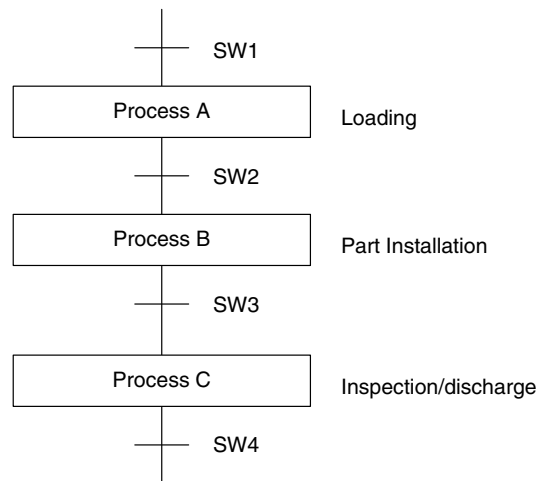 SW1
Process A
Loading
SW2
Process B
Part Installation
SW3
Process C
Inspection/discharge
SW4